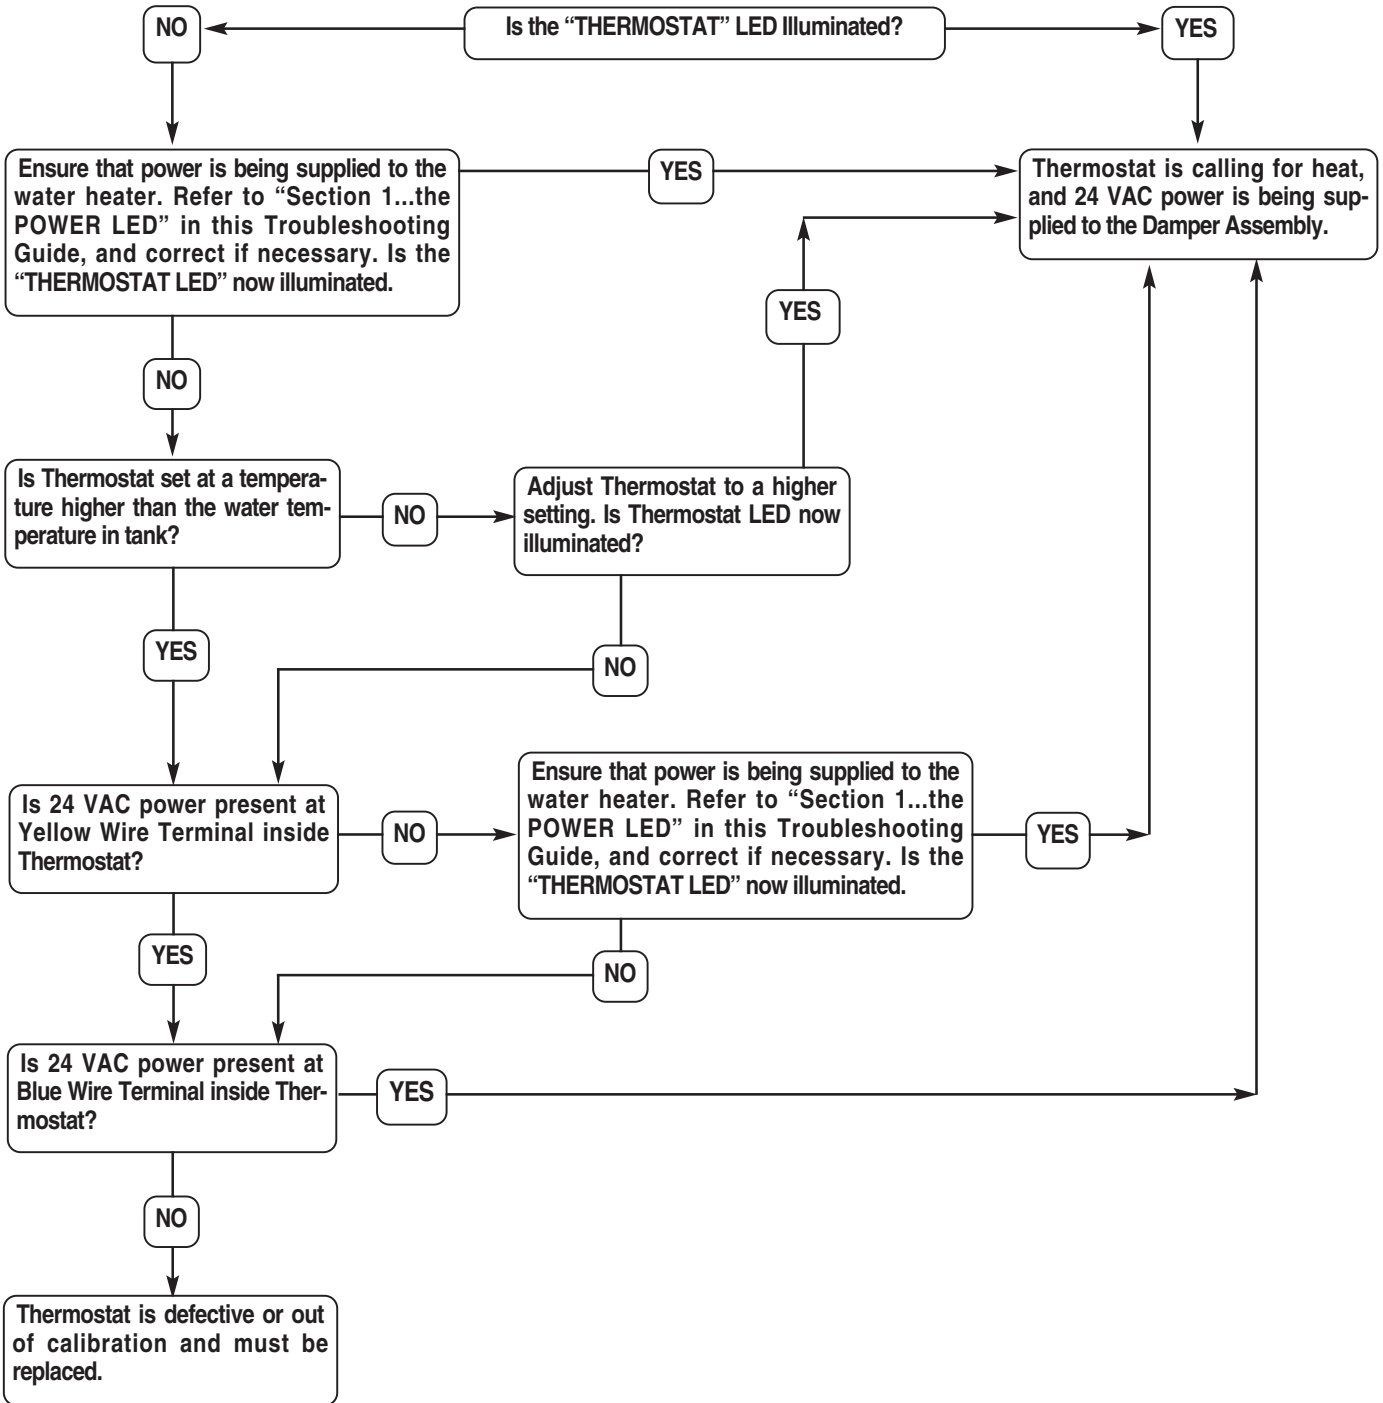 NO
Is the “THERMOSTAT” LED Illuminated?
YES
Ensure that power is being supplied to the
water heater. Refer to “Section 1...the
POWER LED” in this Troubleshooting
Guide, and correct if necessary. Is the
“THERMOSTAT LED” now illuminated.
YES
Thermostat is calling for heat,
and 24 VAC power is being sup-
plied to the Damper Assembly.
YES
NO
Is Thermostat set at a tempera-
ture higher than the water tem-
perature in tank?
NO
Adjust Thermostat to a higher
setting. Is Thermostat LED now
illuminated?
YES
NO
Is 24 VAC power present at
Yellow Wire Terminal inside
Thermostat?
NO
Ensure that power is being supplied to the
water heater. Refer to “Section 1...the
POWER LED” in this Troubleshooting
Guide, and correct if necessary. Is the
“THERMOSTAT LED” now illuminated.
YES
YES
NO
Is 24 VAC power present at
Blue Wire Terminal inside Ther-
mostat?
YES
NO
Thermostat is defective or out
of calibration and must be
replaced.